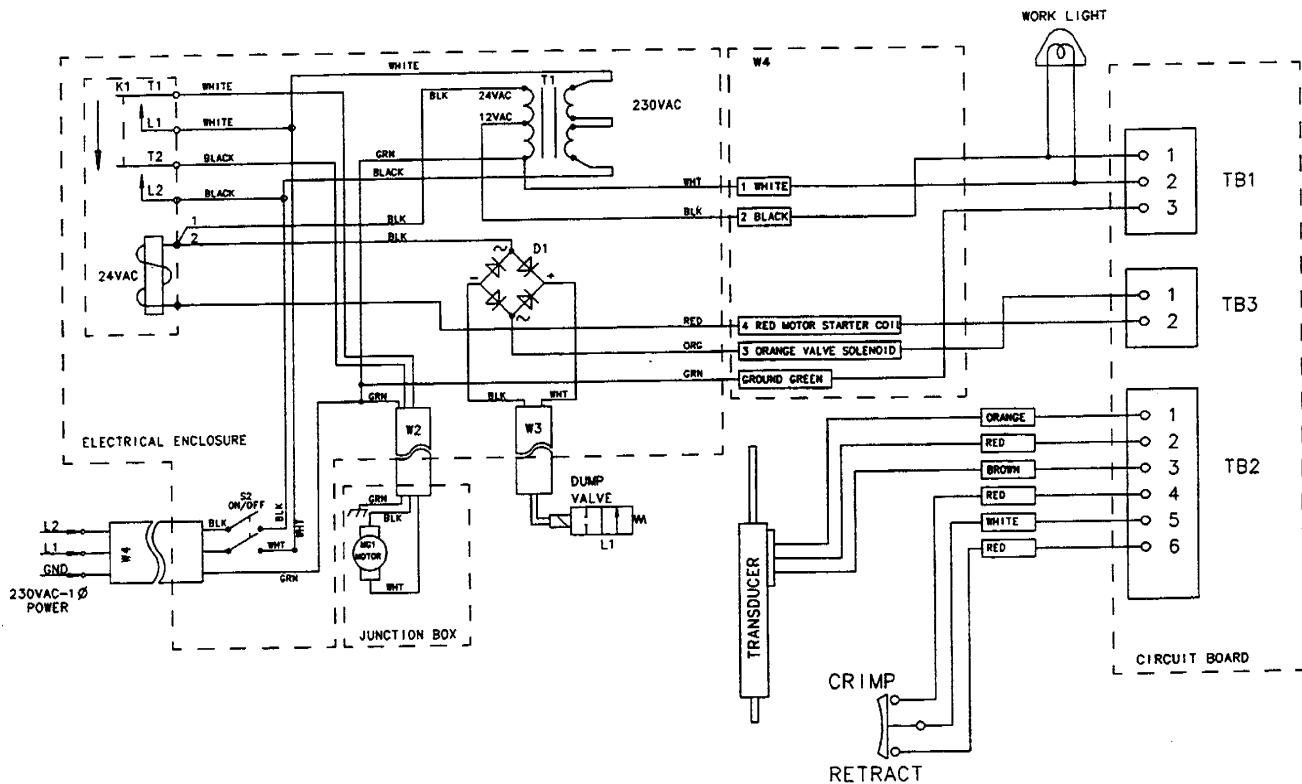 WORK LIGHT
W4
WHITE
K1 T1 WHITE
T1
BLK 24VAC
230VAC
L1 WHITE
12VAC
T2 BLACK
GRN
BLACK
L2 BLACK
WHT 1 WHITE
BLK 2 BLACK
1 BLK
2 BLK
1
2
3
TB1
24VAC
D1
- +
~
~
RED 4 RED MOTOR STARTER COIL
ORG 3 ORANGE VALVE SOLENOID
GRN GROUND GREEN
1
2
TB3
GRN
BLK WHT
W2 W3
ELECTRICAL ENCLOSURE
ORANGE 1
RED 2
BROWN 3
RED 4
WHITE 5
RED 6
TB2
S2
ON/OFF
BLK BLK
WHT WHT
GRN
L2
L1
GND
W4
230VAC-1Ø
POWER
GRN
BLK
MG1
MOTOR
WHT
JUNCTION BOX
DUMP
VALVE
L1
TRANSDUCER
CIRCUIT BOARD
CRIMP
RETRACT